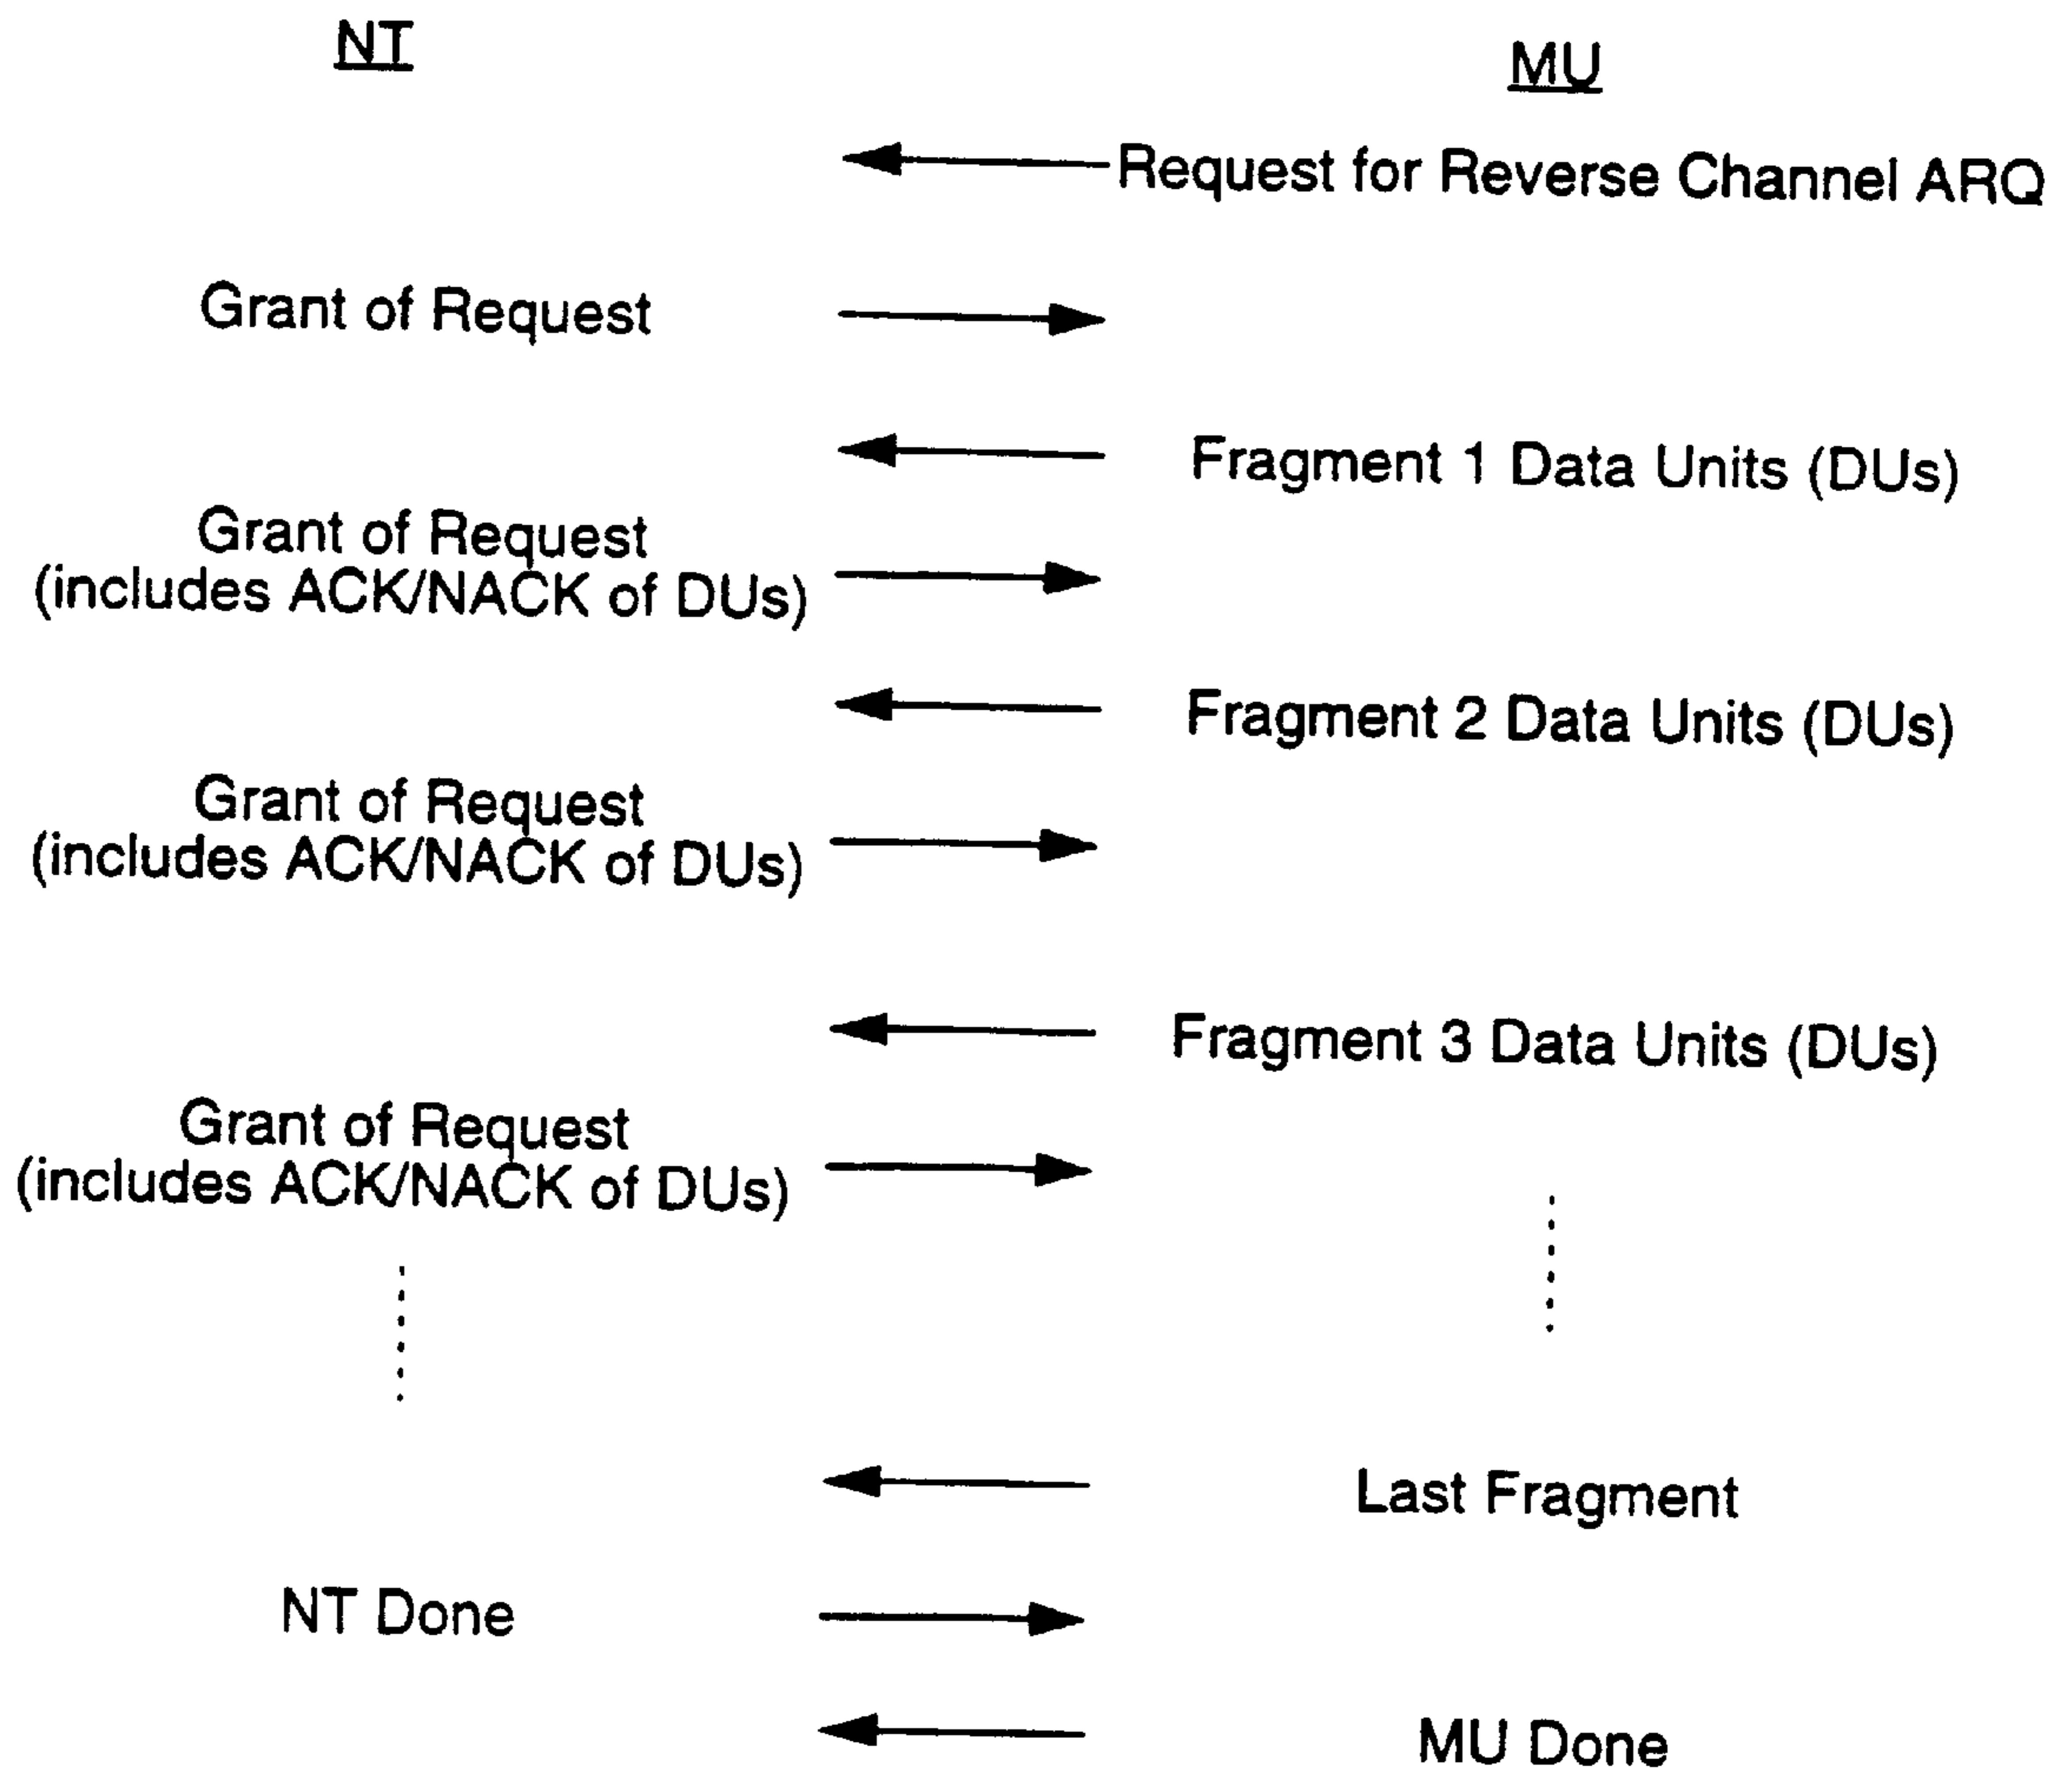 NT
MU
Request for Reverse Channel ARQ
Grant of Request
Fragment 1 Data Units (DUs)
Grant of Request
(includes ACK/NACK of DUs)
Fragment 2 Data Units (DUs)
Grant of Request
(includes ACK/NACK of DUs)
Fragment 3 Data Units (DUs)
Grant of Request
(includes ACK/NACK of DUs)
Last Fragment
NT Done
MU Done